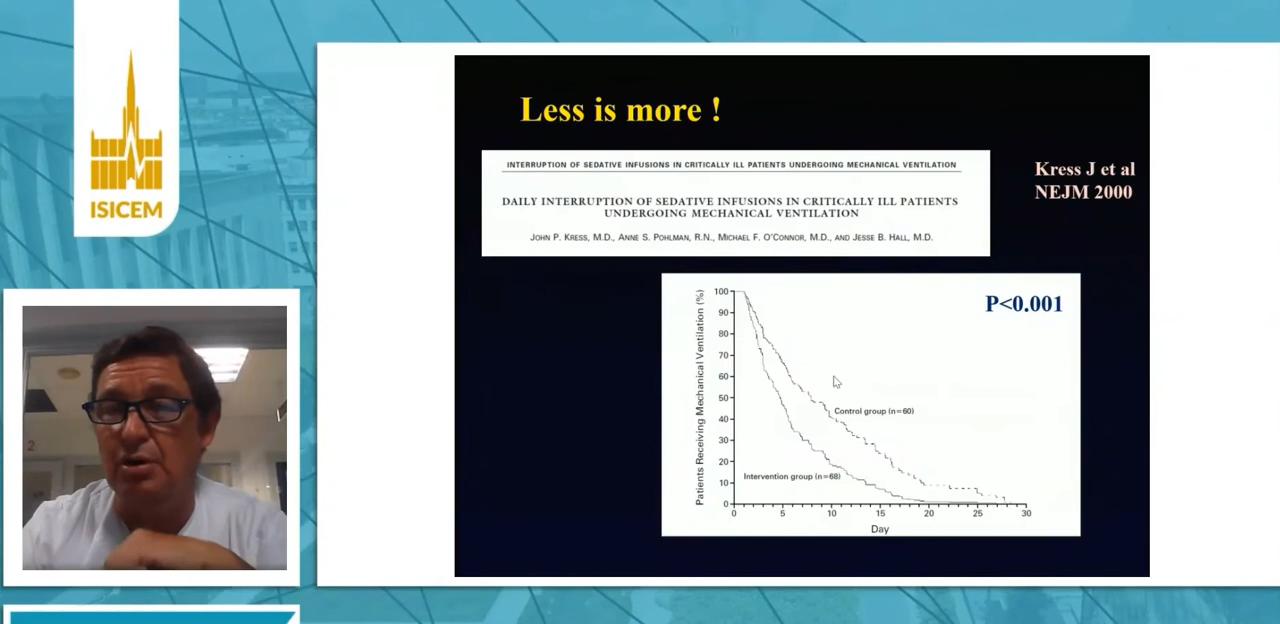 ISICEM
Less is more !
INTERRUPTION OF SEDATIVE INFUSIONS IN CRITICALLY ILL PATIENTS UNDERGOING MECHANICAL VENTILATION
DAILY INTERRUPTION OF SEDATIVE INFUSIONS IN CRITICALLY ILL PATIENTS
UNDERGOING MECHANICAL VENTILATION
JOHN P. KRESS, M.D., ANNE S. POHLMAN, R.N., MICHAEL F. O'CONNOR, M.D., AND JESSE B. HALL, M.D.
Kress J et al
NEJM 2000
P<0.001
Patients Receiving Mechanical Ventilation (%)
100
90
80
70
60
50
40
30
20
10
0
Control group (n=60)
Intervention group (n=68)
0 5 10 15 20 25 30
Day
2